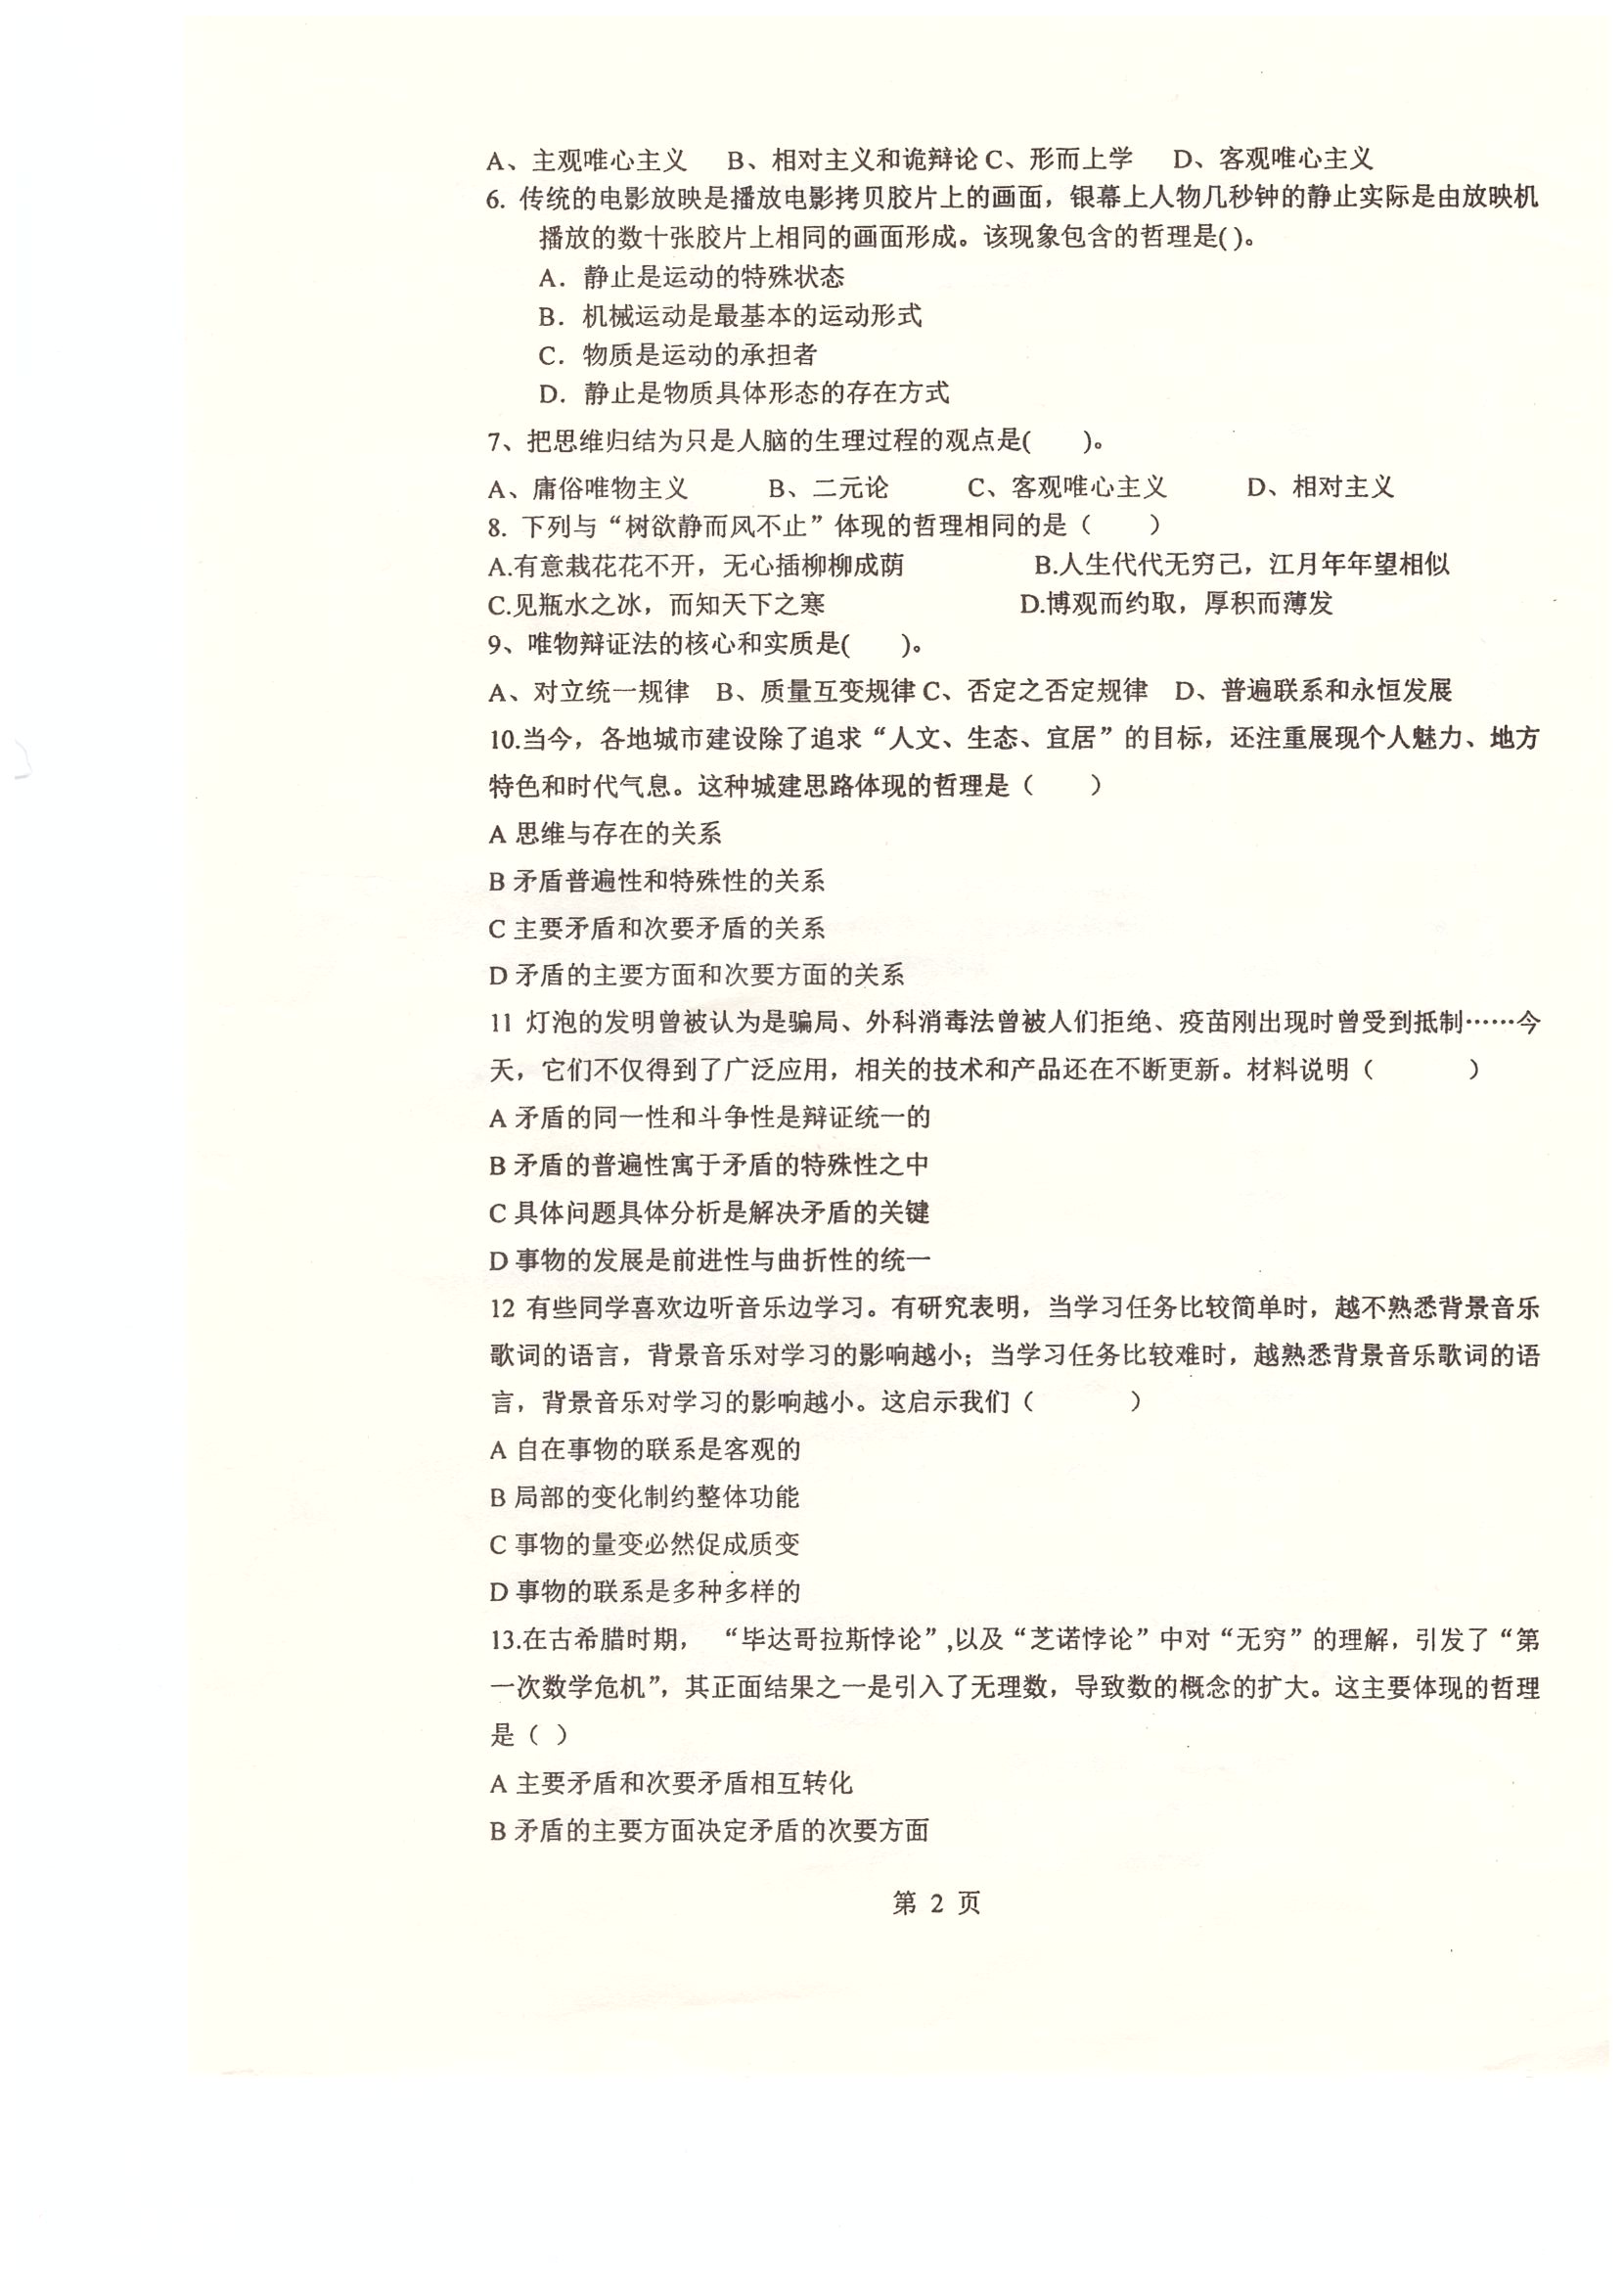 A、主观唯心主义 B、相对主义和诡辩论 C、形而上学 D、客观唯心主义
6. 传统的电影放映是播放电影拷贝胶片上的画面，银幕上人物几秒钟的静止实际是由放映机
播放的数十张胶片上相同的画面形成。该现象包含的哲理是( )。
A．静止是运动的特殊状态
B．机械运动是最基本的运动形式
C．物质是运动的承担者
D．静止是物质具体形态的存在方式
7、把思维归结为只是人脑的生理过程的观点是( )。
A、庸俗唯物主义 B、二元论 C、客观唯心主义 D、相对主义
8. 下列与“树欲静而风不止”体现的哲理相同的是（ ）
A.有意栽花花不开，无心插柳柳成荫 B.人生代代无穷己，江月年年望相似
C.见瓶水之冰，而知天下之寒 D.博观而约取，厚积而薄发
9、唯物辩证法的核心和实质是( )。
A、对立统一规律 B、质量互变规律 C、否定之否定规律 D、普遍联系和永恒发展
10.当今，各地城市建设除了追求“人文、生态、宜居”的目标，还注重展现个人魅力、地方
特色和时代气息。这种城建思路体现的哲理是（ ）
A 思维与存在的关系
B 矛盾普遍性和特殊性的关系
C 主要矛盾和次要矛盾的关系
D 矛盾的主要方面和次要方面的关系
11 灯泡的发明曾被认为是骗局、外科消毒法曾被人们拒绝、疫苗刚出现时曾受到抵制……今
天，它们不仅得到了广泛应用，相关的技术和产品还在不断更新。材料说明（ ）
A 矛盾的同一性和斗争性是辩证统一的
B 矛盾的普遍性寓于矛盾的特殊性之中
C 具体问题具体分析是解决矛盾的关键
D 事物的发展是前进性与曲折性的统一
12 有些同学喜欢边听音乐边学习。有研究表明，当学习任务比较简单时，越不熟悉背景音乐
歌词的语言，背景音乐对学习的影响越小；当学习任务比较难时，越熟悉背景音乐歌词的语
言，背景音乐对学习的影响越小。这启示我们（ ）
A 自在事物的联系是客观的
B 局部的变化制约整体功能
C 事物的量变必然促成质变
D 事物的联系是多种多样的
13.在古希腊时期， “毕达哥拉斯悖论”,以及“芝诺悖论”中对“无穷”的理解，引发了“第
一次数学危机”，其正面结果之一是引入了无理数，导致数的概念的扩大。这主要体现的哲理
是（ ）
A 主要矛盾和次要矛盾相互转化
B 矛盾的主要方面决定矛盾的次要方面
第 2 页